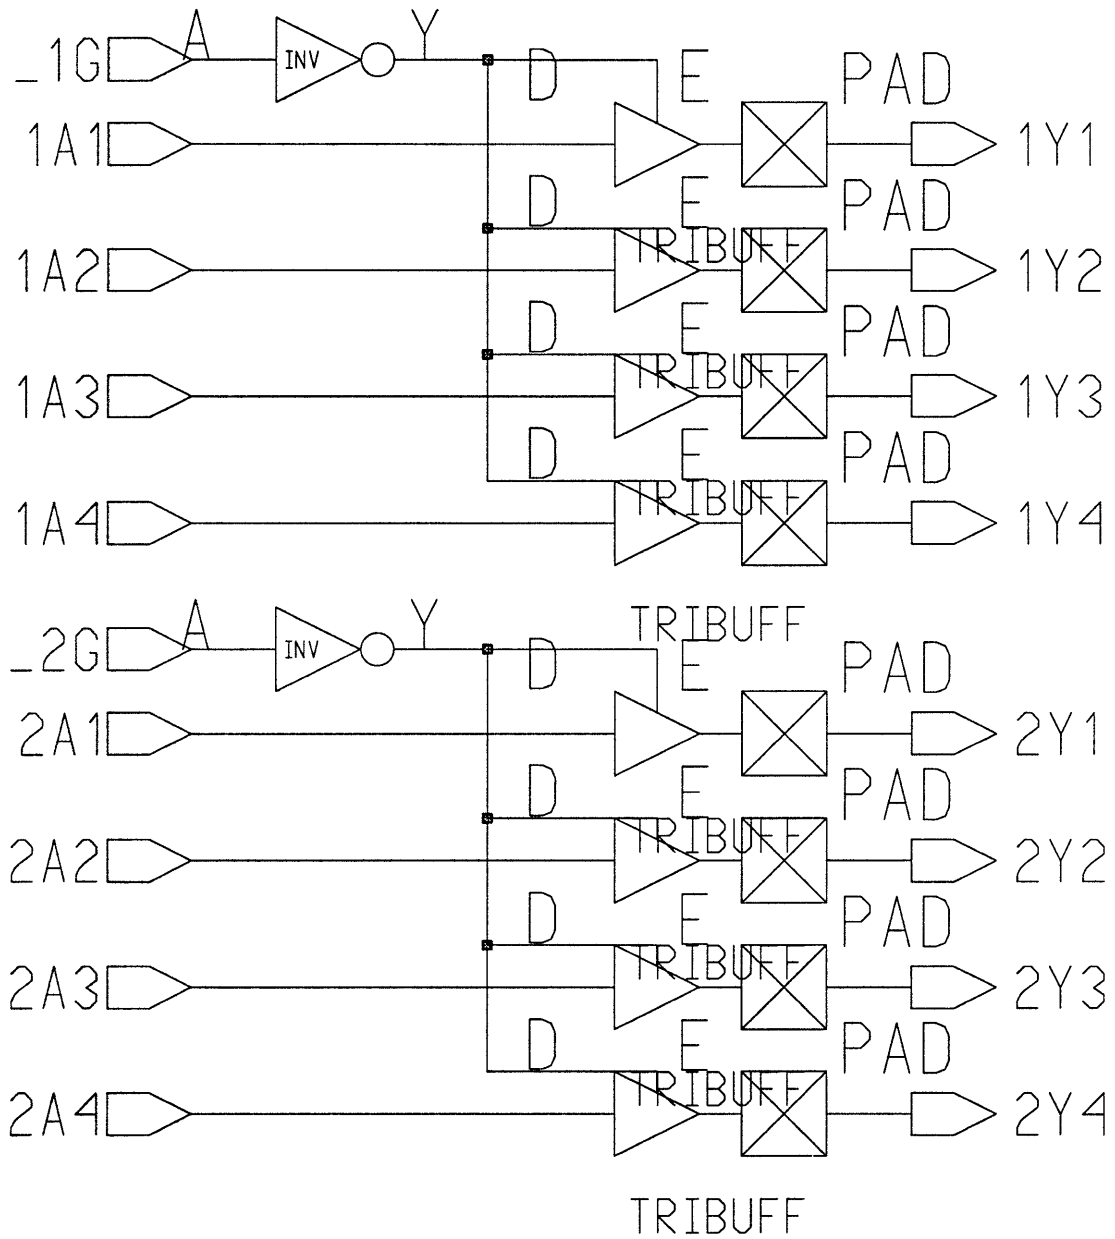 A Y
_1G INV D E PAD
1A1 1Y1
D E PAD
TRIBUFF
1A2 1Y2
D E PAD
TRIBUFF
1A3 1Y3
D E PAD
TRIBUFF
1A4 1Y4
TRIBUFF
A Y
_2G INV D E PAD
2A1 2Y1
D E PAD
TRIBUFF
2A2 2Y2
D E PAD
TRIBUFF
2A3 2Y3
D E PAD
TRIBUFF
2A4 2Y4
TRIBUFF